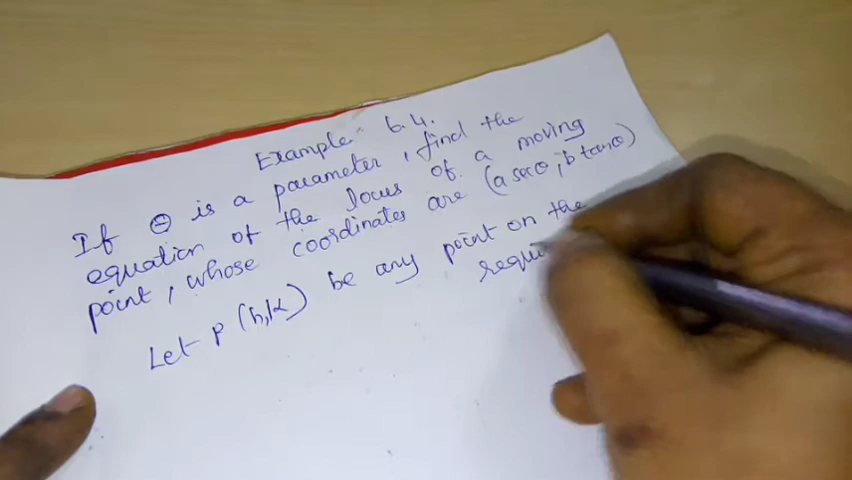 Example 6.4.
If θ is a parameter, find the
equation of the locus of a moving
point, whose coordinates are (a secθ, b tanθ)
Let P (h,k) be any point on the
requi